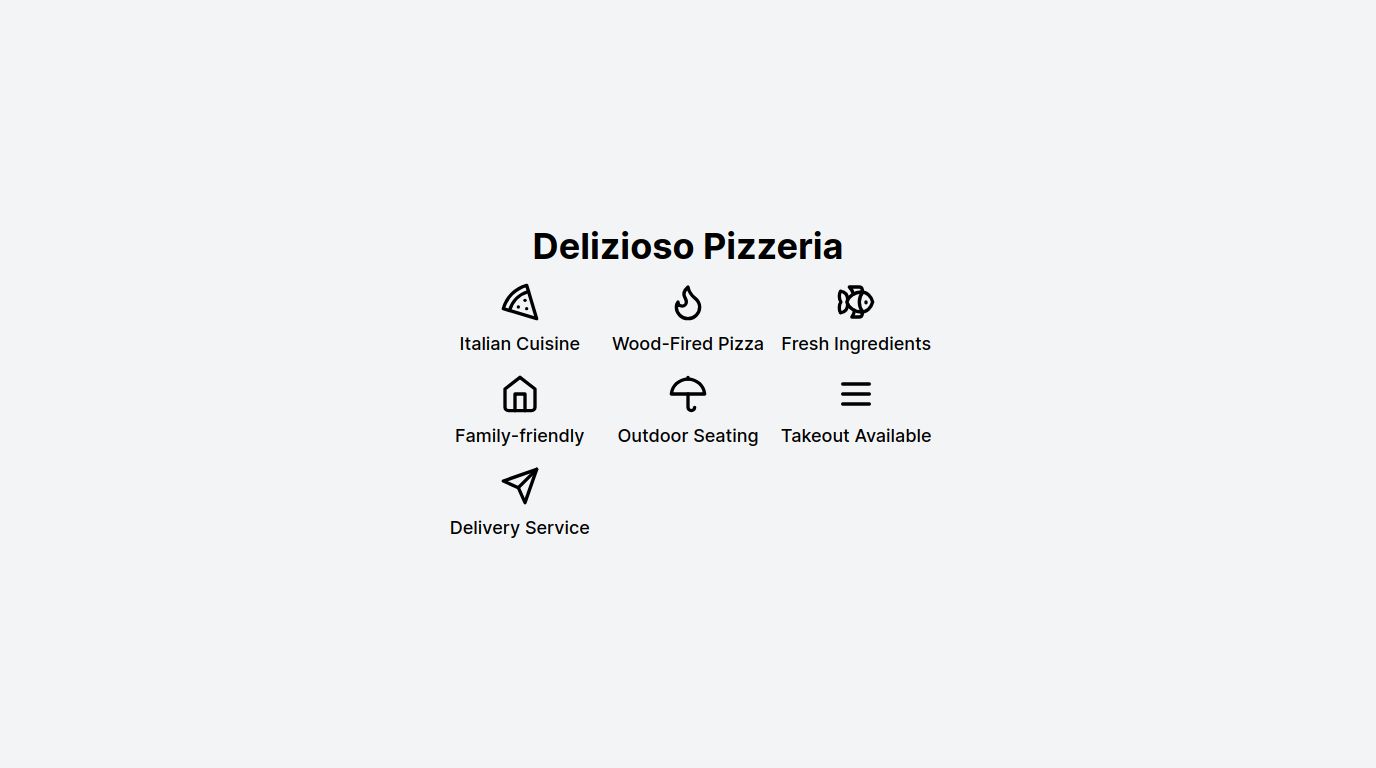 Delizioso Pizzeria
Italian Cuisine
Wood-Fired Pizza
Fresh Ingredients
Family-friendly
Outdoor Seating
Takeout Available
Delivery Service